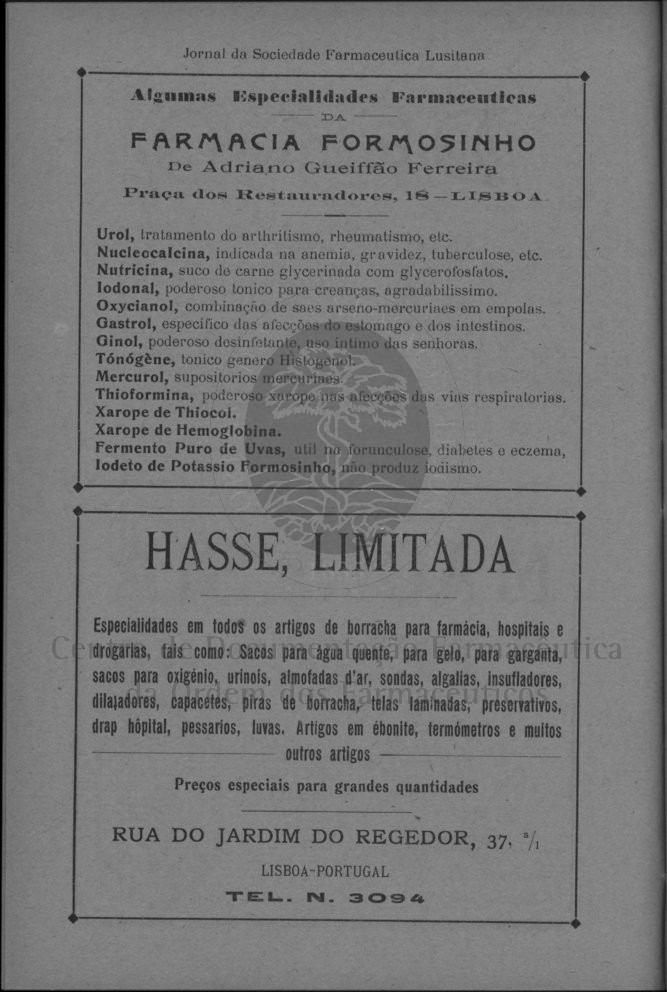 Jornal da Sociedade Farmaceutica Lusitana
Algumas Especialidades Farmaceuticas
DA
FARMACIA FORMOSINHO
De Adriano Gueiffão Ferreira
Praça dos Restauradores, 18—LISBOA
Urol, tratamento do arthritismo, rheumatismo, etc.
Nucleocalcina, indicada na anemia, gravidez, tuberculose, etc.
Nutricina, suco de carne glycerinada com glycerofosfatos.
Iodonal, poderoso tonico para creanças, agradabilissimo.
Oxycianol, combinação de saes arseno-mercuriaes em empolas.
Gastrol, especifico das afecções do estomago e dos intestinos.
Ginol, poderoso desinfetante, uso intimo das senhoras.
Tónógène, tonico genero Histogenol.
Mercurol, supositorios mercuriaes.
Thioformina, poderoso xarope nas afecções das vias respiratorias.
Xarope de Thiocol.
Xarope de Hemoglobina.
Fermento Puro de Uvas, util na forunculose, diabetes e eczema,
Iodeto de Potassio Formosinho, não produz iodismo.
HASSE, LIMITADA
Especialidades em todos os artigos de borracha para farmácia, hospitais e
drogarias, tais como: Sacos para água quente, para gelo, para garganta,
sacos para oxigénio, urinois, almofadas d'ar, sondas, algalias, insufladores,
dilatadores, capacetes, piras de borracha, telas laminadas, preservativos,
drap hôpital, pessarios, luvas. Artigos em ébonite, termómetros e muitos
outros artigos
Preços especiais para grandes quantidades
RUA DO JARDIM DO REGEDOR, 37, s/1
LISBOA-PORTUGAL
TEL. N. 3094
Centro de Documentação Farmacêutica
da Ordem dos Farmacêuticos